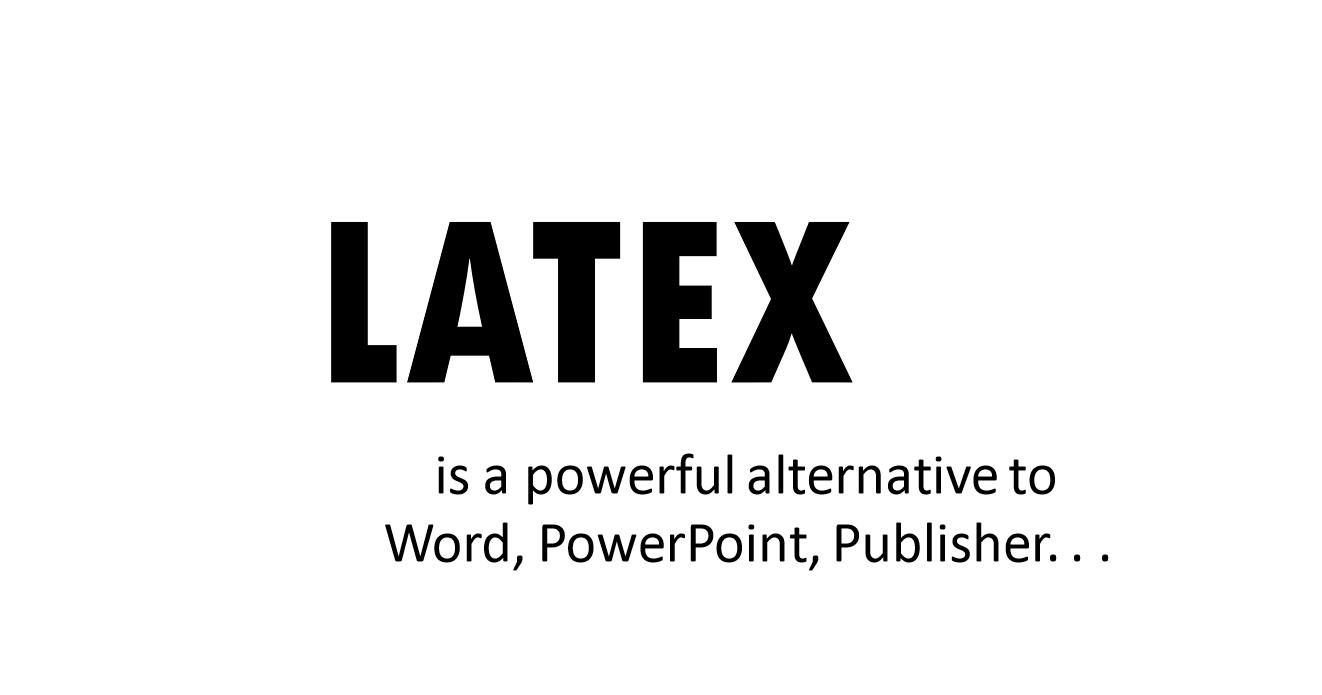 LATEX
is a powerful alternative to
Word, PowerPoint, Publisher. . .